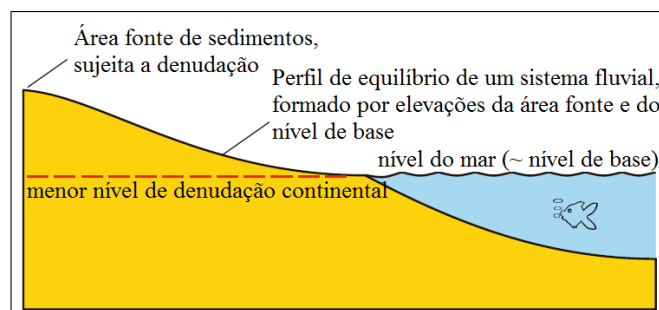 Área fonte de sedimentos,
sujeita a denudação
Perfil de equilíbrio de um sistema fluvial,
formado por elevações da área fonte e do
nível de base
nível do mar (~ nível de base)
menor nível de denudação continental